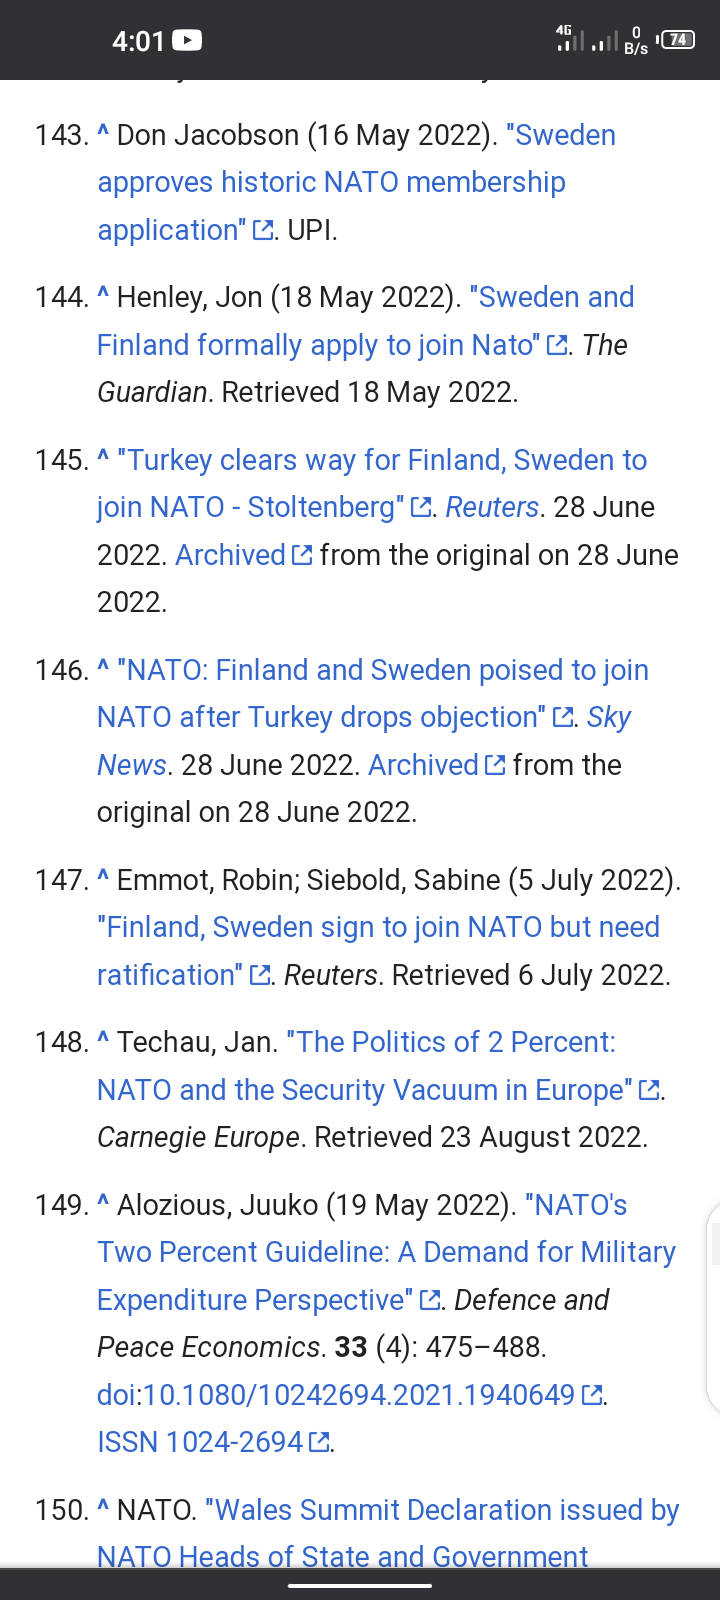 4:01
4G
0
B/s
74
143. ^ Don Jacobson (16 May 2022). "Sweden
approves historic NATO membership
application". UPI.
144. ^ Henley, Jon (18 May 2022). "Sweden and
Finland formally apply to join Nato". The
Guardian. Retrieved 18 May 2022.
145. ^ "Turkey clears way for Finland, Sweden to
join NATO - Stoltenberg". Reuters. 28 June
2022. Archived from the original on 28 June
2022.
146. ^ "NATO: Finland and Sweden poised to join
NATO after Turkey drops objection". Sky
News. 28 June 2022. Archived from the
original on 28 June 2022.
147. ^ Emmot, Robin; Siebold, Sabine (5 July 2022).
"Finland, Sweden sign to join NATO but need
ratification". Reuters. Retrieved 6 July 2022.
148. ^ Techau, Jan. "The Politics of 2 Percent:
NATO and the Security Vacuum in Europe".
Carnegie Europe. Retrieved 23 August 2022.
149. ^ Alozious, Juuko (19 May 2022). "NATO's
Two Percent Guideline: A Demand for Military
Expenditure Perspective". Defence and
Peace Economics. 33 (4): 475–488.
doi:10.1080/10242694.2021.1940649.
ISSN 1024-2694.
150. ^ NATO. "Wales Summit Declaration issued by
NATO Heads of State and Government